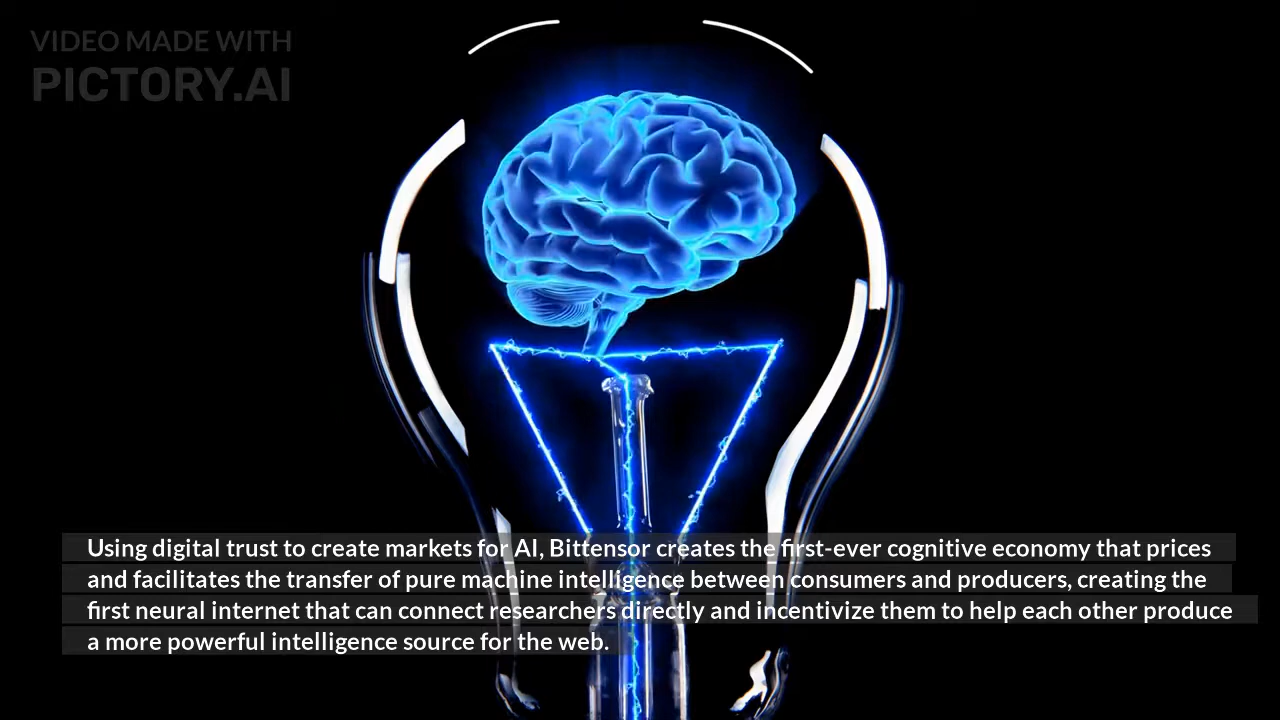 VIDEO MADE WITH
PICTORY.AI
Using digital trust to create markets for AI, Bittensor creates the first-ever cognitive economy that prices
and facilitates the transfer of pure machine intelligence between consumers and producers, creating the
first neural internet that can connect researchers directly and incentivize them to help each other produce
a more powerful intelligence source for the web.